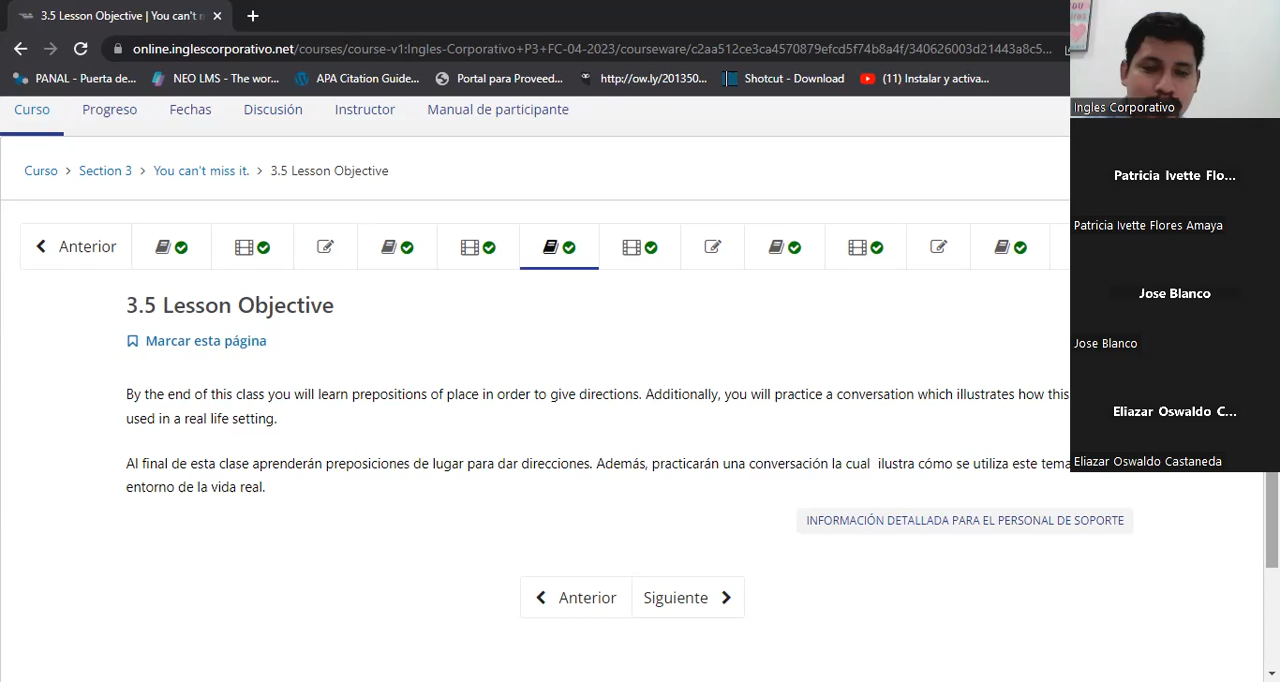 3.5 Lesson Objective | You can't m
online.inglescorporativo.net/courses/course-v1:Ingles-Corporativo+P3+FC-04-2023/courseware/c2aa512ce3ca4570879efcd5f74b8a4f/340626003d21443a8c5...
PANAL - Puerta de... NEO LMS - The wor... APA Citation Guide... Portal para Proveed... http://ow.ly/201350... Shotcut - Download (11) Instalar y activa...
Curso Progreso Fechas Discusión Instructor Manual de participante
Ingles Corporativo
Curso > Section 3 > You can't miss it. > 3.5 Lesson Objective
Patricia Ivette Flo...
Patricia Ivette Flores Amaya
Anterior
Jose Blanco
3.5 Lesson Objective
Marcar esta página
Jose Blanco
By the end of this class you will learn prepositions of place in order to give directions. Additionally, you will practice a conversation which illustrates how this
used in a real life setting.
Eliazar Oswaldo C...
Al final de esta clase aprenderán preposiciones de lugar para dar direcciones. Además, practicarán una conversación la cual ilustra cómo se utiliza este tema
entorno de la vida real.
Eliazar Oswaldo Castaneda
INFORMACIÓN DETALLADA PARA EL PERSONAL DE SOPORTE
Anterior Siguiente